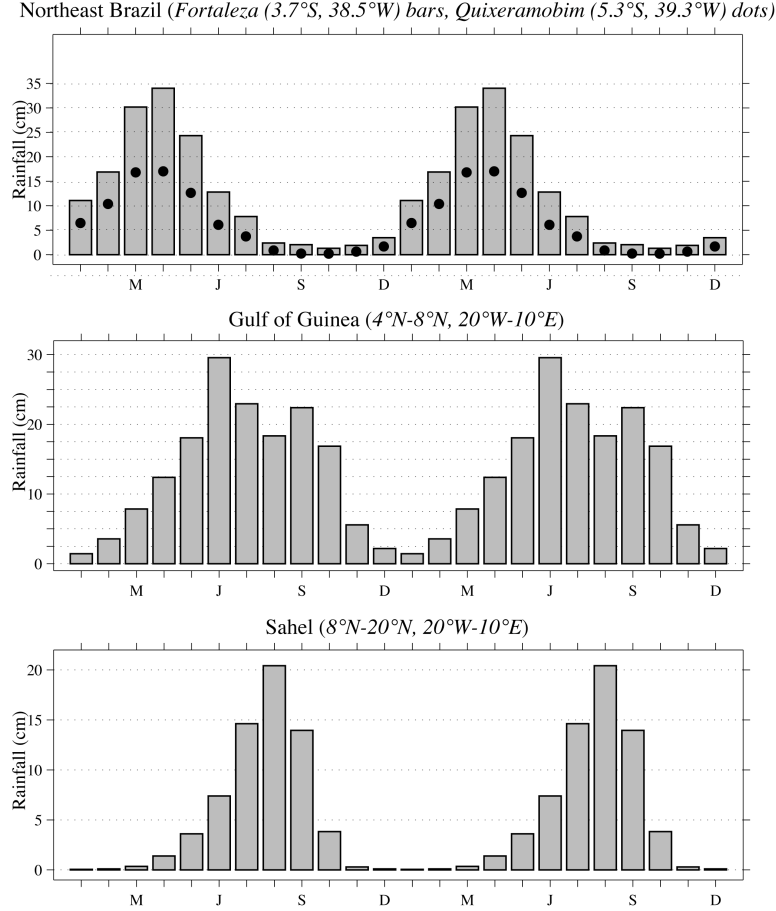 Northeast Brazil (Fortaleza (3.7°S, 38.5°W) bars, Quixeramobim (5.3°S, 39.3°W) dots)
Rainfall (cm)
35
30
25
20
15
10
5
0
M J S D M J S D
Gulf of Guinea (4°N-8°N, 20°W-10°E)
Rainfall (cm)
30
20
10
0
M J S D M J S D
Sahel (8°N-20°N, 20°W-10°E)
Rainfall (cm)
20
15
10
5
0
M J S D M J S D